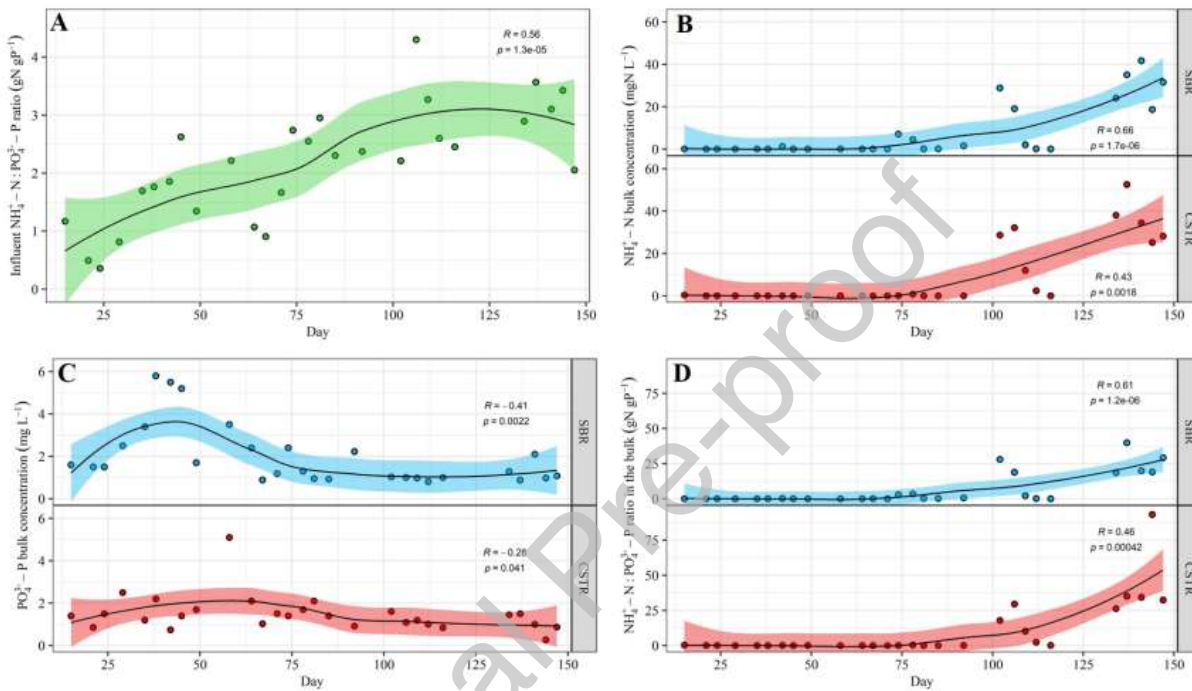 A
R = 0.56
p = 1.3e-05
Influent NH₄⁺ − N : PO₄³⁻ − P ratio (gN gP⁻¹)
4
3
2
1
0
25 50 75 100 125 150
Day
B
NH₄⁺ − N bulk concentration (mgN L⁻¹)
60
40
20
0
R = 0.66
p = 1.7e-06
SBR
60
40
20
0
R = 0.43
p = 0.0018
CSTR
25 50 75 100 125 150
Day
C
PO₄³⁻ − P bulk concentration (mg L⁻¹)
6
4
2
0
R = −0.41
p = 0.0022
SBR
6
4
2
0
R = −0.28
p = 0.041
CSTR
0 25 50 75 100 125 150
Day
D
NH₄⁺ − N : PO₄³⁻ − P ratio in the bulk (gN gP⁻¹)
75
50
25
0
R = 0.61
p = 1.2e-06
SBR
75
50
25
0
R = 0.46
p = 0.00042
CSTR
0 25 50 75 100 125 150
Day
al Pre-proof